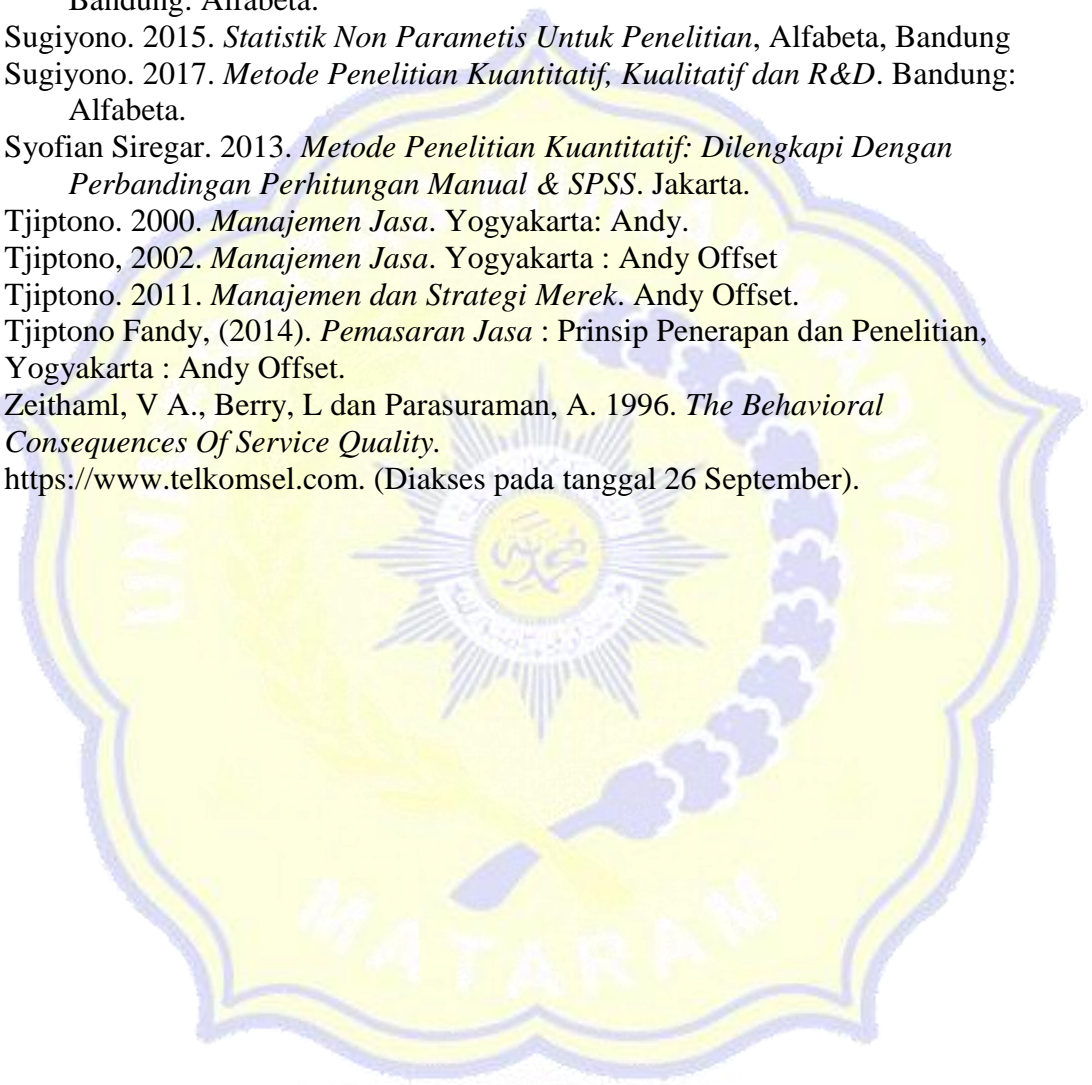 Bandung: Alfabeta.
Sugiyono. 2015. Statistik Non Parametis Untuk Penelitian, Alfabeta, Bandung
Sugiyono. 2017. Metode Penelitian Kuantitatif, Kualitatif dan R&D. Bandung:
Alfabeta.
Syofian Siregar. 2013. Metode Penelitian Kuantitatif: Dilengkapi Dengan
Perbandingan Perhitungan Manual & SPSS. Jakarta.
Tjiptono. 2000. Manajemen Jasa. Yogyakarta: Andy.
Tjiptono, 2002. Manajemen Jasa. Yogyakarta : Andy Offset
Tjiptono. 2011. Manajemen dan Strategi Merek. Andy Offset.
Tjiptono Fandy, (2014). Pemasaran Jasa : Prinsip Penerapan dan Penelitian,
Yogyakarta : Andy Offset.
Zeithaml, V A., Berry, L dan Parasuraman, A. 1996. The Behavioral
Consequences Of Service Quality.
https://www.telkomsel.com. (Diakses pada tanggal 26 September).
MATARAM